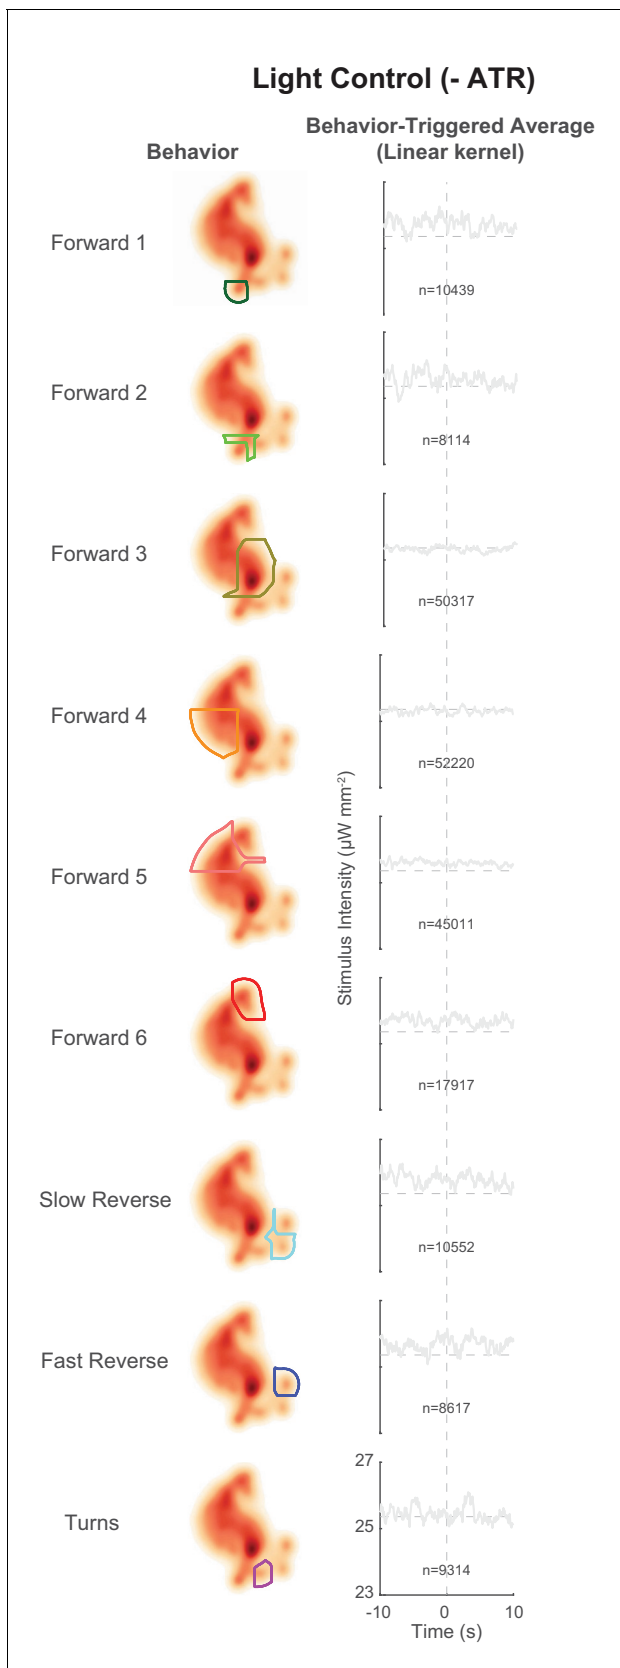 Light Control (- ATR)
Behavior
Behavior-Triggered Average
(Linear kernel)
Forward 1
n=10439
Forward 2
n=8114
Forward 3
n=50317
Forward 4
n=52220
Stimulus Intensity (μW mm-2)
Forward 5
n=45011
Forward 6
n=17917
Slow Reverse
n=10552
Fast Reverse
n=8617
Turns
27
25
23
n=9314
-10 0 10
Time (s)